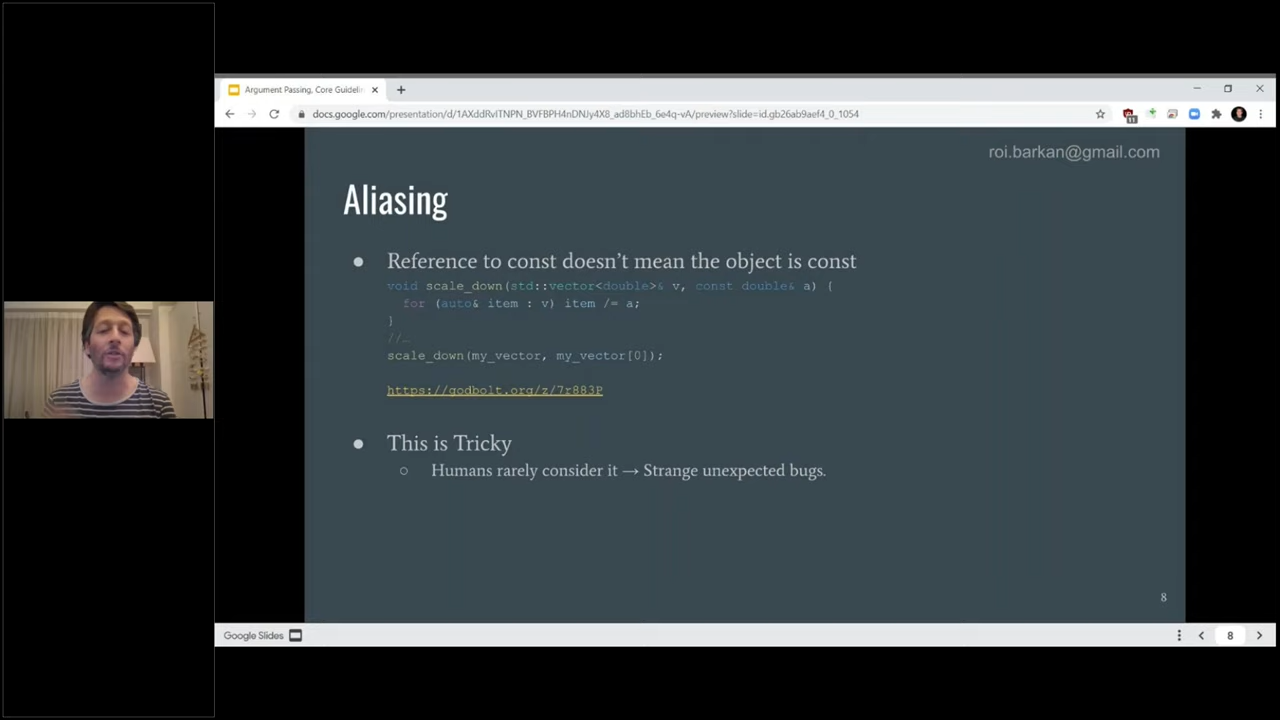 Argument Passing, Core Guidelin
docs.google.com/presentation/d/1AXddRvITNPN_BVFBPH4nDNJy4X8_ad8bhEb_6e4q-vA/preview?slide=id.gb26ab9aef4_0_1054
11
roi.barkan@gmail.com
Aliasing
● Reference to const doesn't mean the object is const
void scale_down(std::vector<double>& v, const double& a) {
for (auto& item : v) item /= a;
}
//…
scale_down(my_vector, my_vector[0]);
https://godbolt.org/z/7r883P
● This is Tricky
○ Humans rarely consider it → Strange unexpected bugs.
8
Google Slides
8